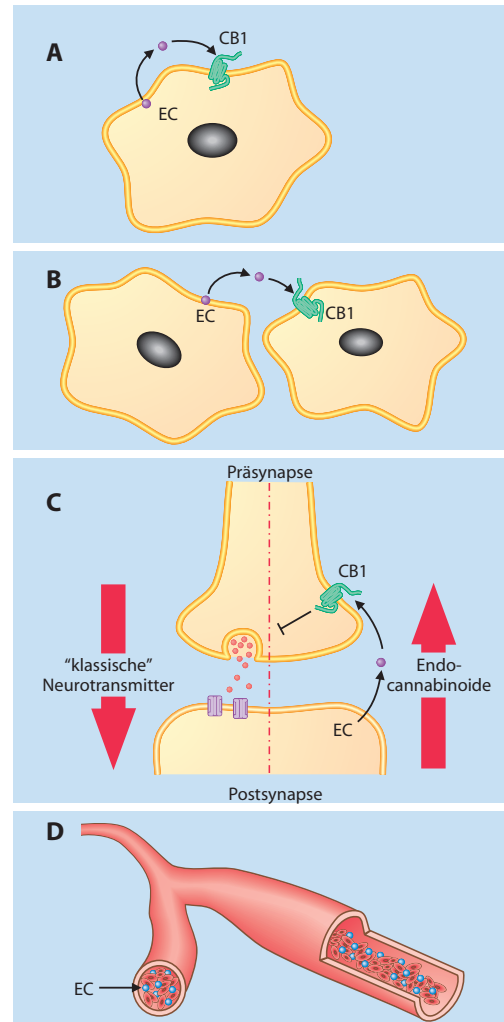 A
CB1
EC
B
EC
CB1
C
Präsynapse
CB1
“klassische”
Neurotransmitter
Endo-
cannabinoide
EC
Postsynapse
D
EC